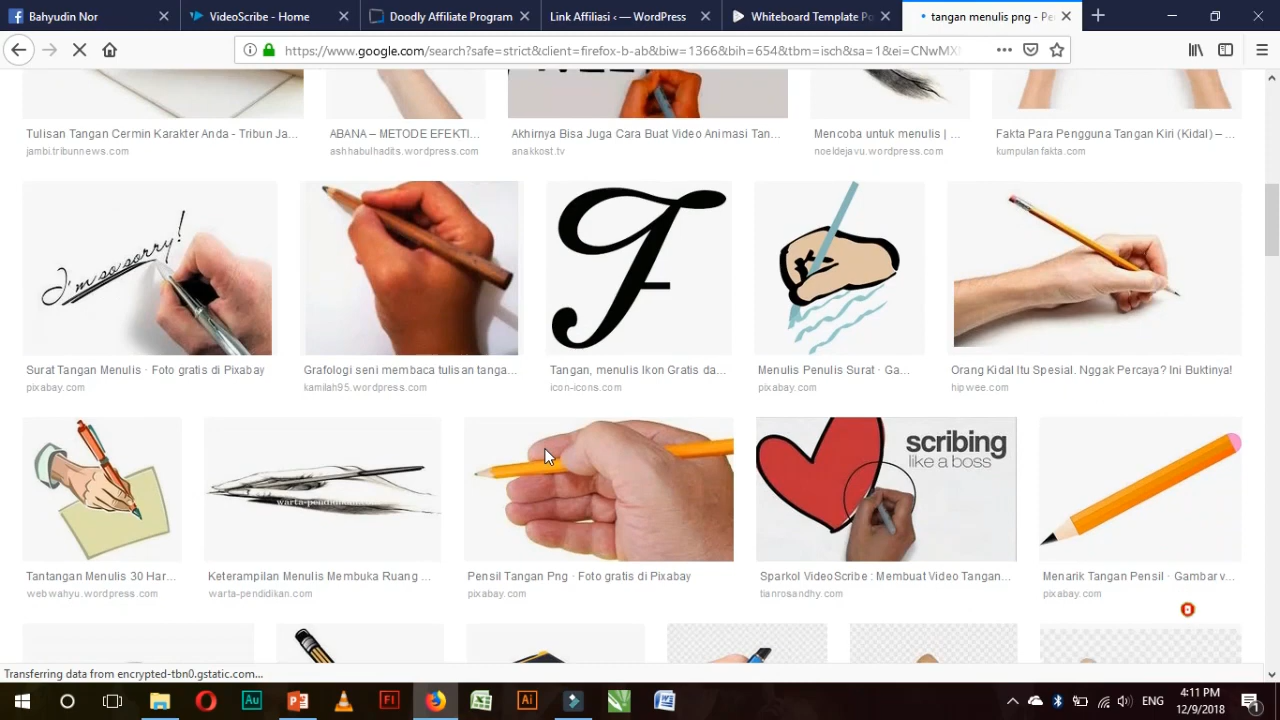 Bahyudin Nor
VideoScribe - Home
Doodly Affiliate Program
Link Affiliasi ‹ — WordPress
Whiteboard Template Po
tangan menulis png - Pe
https://www.google.com/search?safe=strict&client=firefox-b-ab&biw=1366&bih=654&tbm=isch&sa=1&ei=CNwMX
Tulisan Tangan Cermin Karakter Anda - Tribun Ja...
ABANA – METODE EFEKTI...
Akhirnya Bisa Juga Cara Buat Video Animasi Tan...
Mencoba untuk menulis | ...
Fakta Para Pengguna Tangan Kiri (Kidal) – ...
jambi.tribunnews.com
ashhabulhadits.wordpress.com
anakkost.tv
noeldejavu.wordpress.com
kumpulanfakta.com
I'm so sorry!
Surat Tangan Menulis · Foto gratis di Pixabay
Grafologi seni membaca tulisan tanga...
Tangan, menulis Ikon Gratis da...
Menulis Penulis Surat · Ga...
Orang Kidal Itu Spesial. Nggak Percaya? Ini Buktinya!
pixabay.com
kamilah95.wordpress.com
icon-icons.com
pixabay.com
hipwee.com
scribing
like a boss
Tantangan Menulis 30 Har...
Keterampilan Menulis Membuka Ruang ...
Pensil Tangan Png · Foto gratis di Pixabay
Sparkol VideoScribe : Membuat Video Tangan...
Menarik Tangan Pensil · Gambar v...
webwahyu.wordpress.com
warta-pendidikan.com
pixabay.com
tianrosandhy.com
pixabay.com
Transferring data from encrypted-tbn0.gstatic.com...
Au
Fl
Ai
ENG
4:11 PM
12/9/2018
1